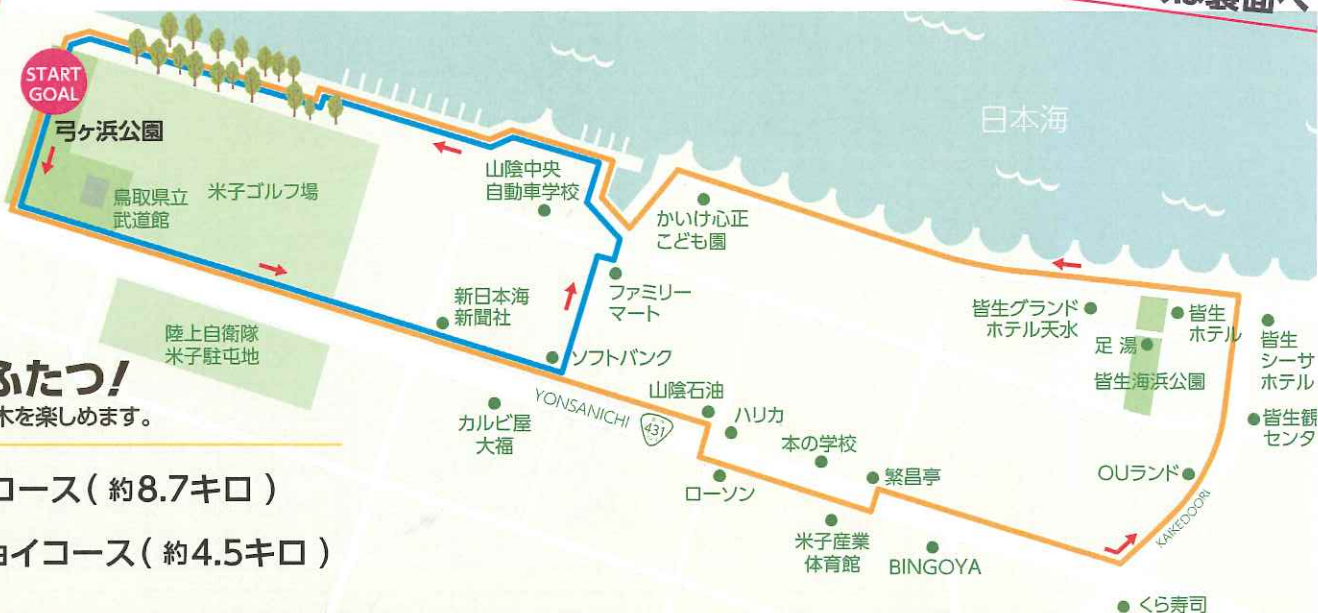 は裏面へ
START
GOAL
弓ヶ浜公園
鳥取県立
武道館
米子ゴルフ場
日本海
山陰中央
自動車学校
かいけ心正
こども園
ファミリー
マート
新日本海
新聞社
陸上自衛隊
米子駐屯地
ソフトバンク
皆生グランド
ホテル天水
足湯
皆生
ホテル
皆生
シーサ
ホテル
皆生海浜公園
皆生観
センタ
ふたつ!
木を楽しめます。
YONSANICHI
431
カルビ屋
大福
山陰石油
ハリカ
本の学校
繁昌亭
ローソン
OUランド
KAIKEDOORI
米子産業
体育館
BINGOYA
くら寿司
コース(約8.7キロ)
ョイコース(約4.5キロ)